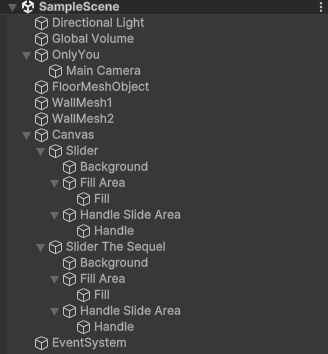 SampleScene
Directional Light
Global Volume
OnlyYou
Main Camera
FloorMeshObject
WallMesh1
WallMesh2
Canvas
Slider
Background
Fill Area
Fill
Handle Slide Area
Handle
Slider The Sequel
Background
Fill Area
Fill
Handle Slide Area
Handle
EventSystem